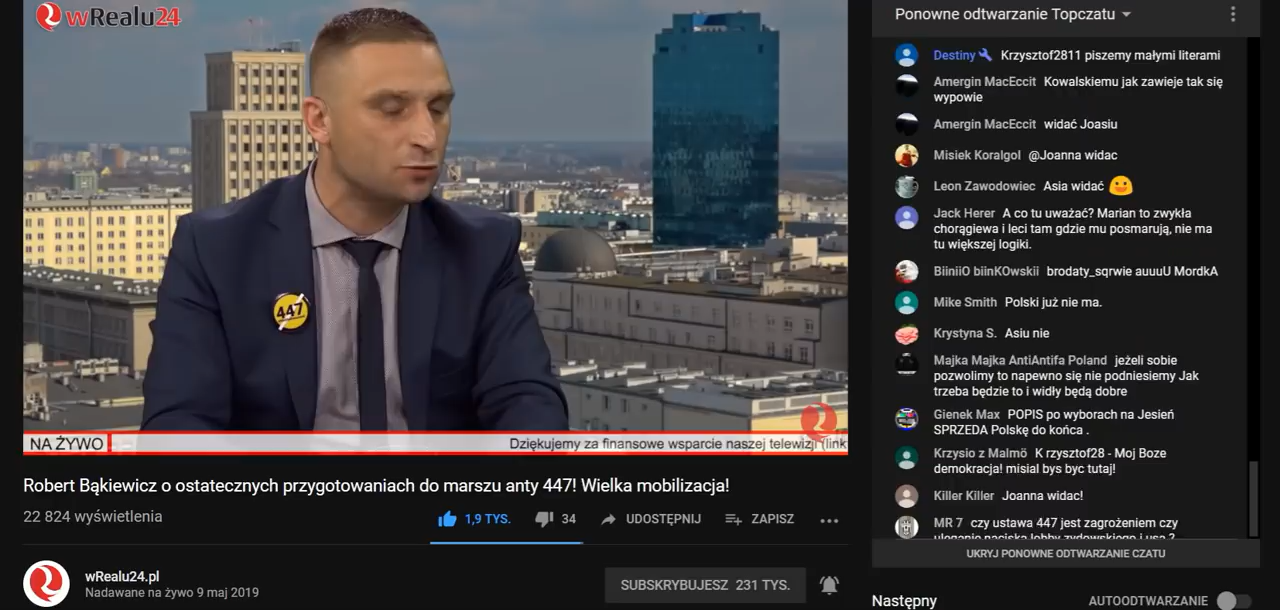 wRealu24
447
NA ŻYWO
Dziękujemy za finansowe wsparcie naszej telewizji (link
Robert Bąkiewicz o ostatecznych przygotowaniach do marszu anty 447! Wielka mobilizacja!
22 824 wyświetlenia
1,9 TYS.
34
UDOSTĘPNIJ
ZAPISZ
wRealu24.pl
Nadawane na żywo 9 maj 2019
SUBSKRYBUJESZ 231 TYS.
Ponowne odtwarzanie Topczatu
Destiny Krzysztof2811 piszemy małymi literami
Amergin MacEccit Kowalskiemu jak zawieje tak się
wypowie
Amergin MacEccit widać Joasiu
Misiek Koralgol @Joanna widac
Leon Zawodowiec Asia widać
Jack Herer A co tu uważać? Marian to zwykła
chorągiewa i leci tam gdzie mu posmarują, nie ma
tu większej logiki.
BiiniiO biinKOwskii brodaty_sqrwie auuuU MordkA
Mike Smith Polski już nie ma.
Krystyna S. Asiu nie
Majka Majka AntiAntifa Poland jeżeli sobie
pozwolimy to napewno się nie podniesiemy Jak
trzeba będzie to i widły będą dobre
Gienek Max POPIS po wyborach na Jesień
SPRZEDA Polskę do końca .
Krzysio z Malmö K rzysztof28 - Moj Boze
demokracja! misial bys byc tutaj!
Killer Killer Joanna widac!
MR 7 czy ustawa 447 jest zagrożeniem czy
uleganie naciska lobby zydowskiego i usa ?
UKRYJ PONOWNE ODTWARZANIE CZATU
Następny
AUTOODTWARZANIE